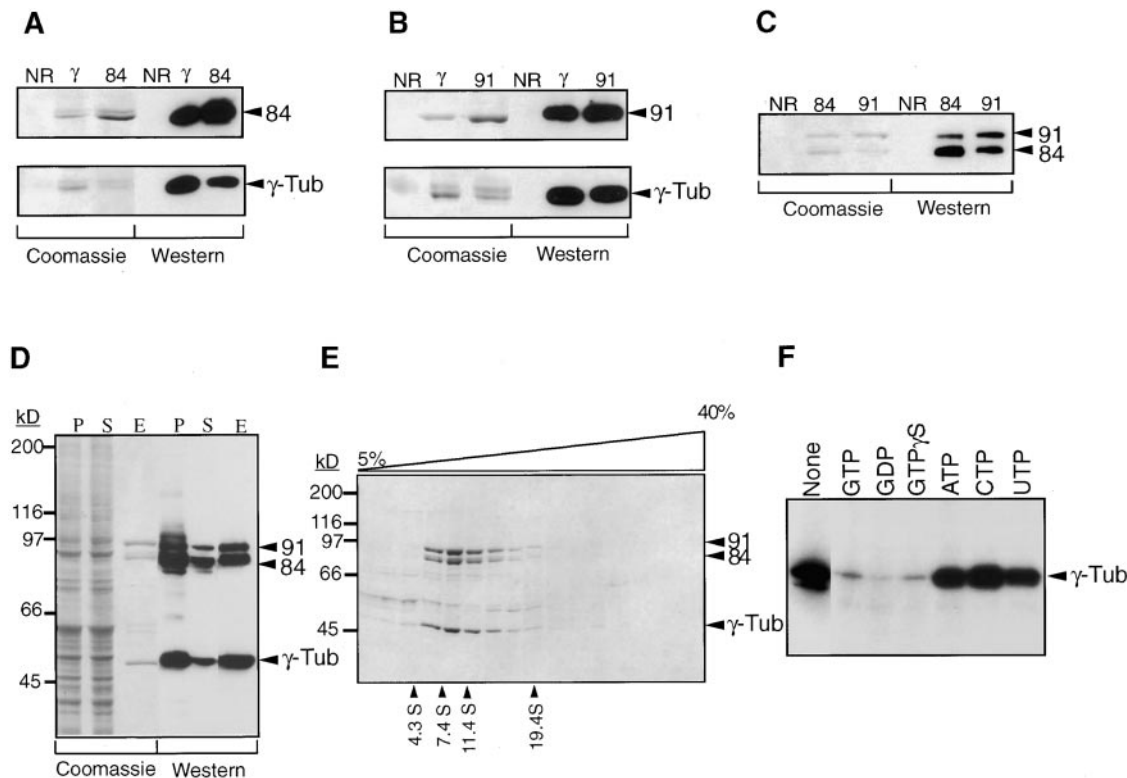 A
NR γ 84 NR γ 84
84
γ-Tub
Coomassie Western
B
NR γ 91 NR γ 91
91
γ-Tub
Coomassie Western
C
NR 84 91 NR 84 91
91
84
Coomassie Western
D
kD
P S E P S E
200
116
97
66
45
91
84
γ-Tub
Coomassie Western
E
5% 40%
kD
200
116
97
66
45
91
84
γ-Tub
4.3 S
7.4 S
11.4 S
19.4S
F
None GTP GDP GTPγS ATP CTP UTP
γ-Tub